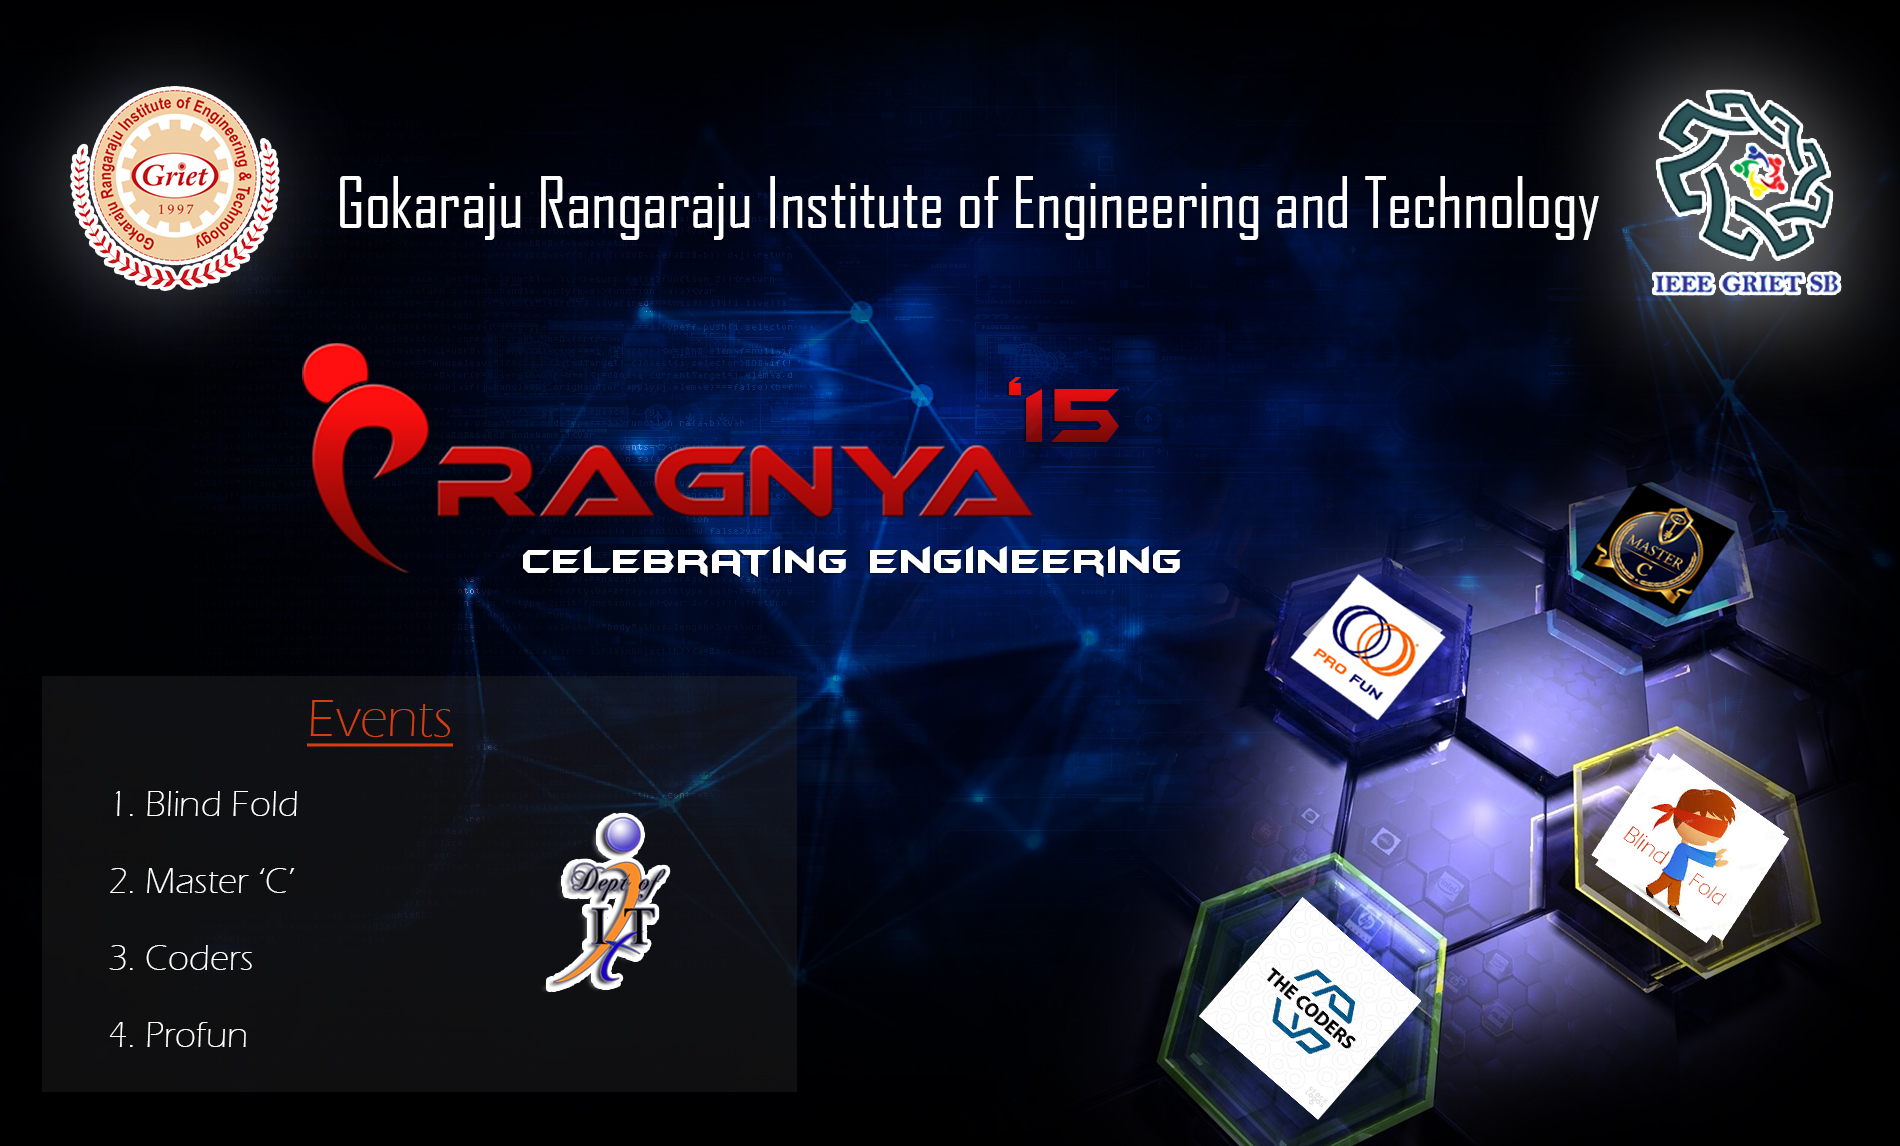 Gokaraju Rangaraju Institute of Engineering & Technology
Griet
1997
Gokaraju Rangaraju Institute of Engineering and Technology
IEEE GRIET SB
PRAGNYA '15
CELEBRATING ENGINEERING
MASTER
C
PRO FUN
Events
1. Blind Fold
2. Master ‘C’
3. Coders
4. Profun
Dept of
IT
Blind
Fold
THE CODERS
hp